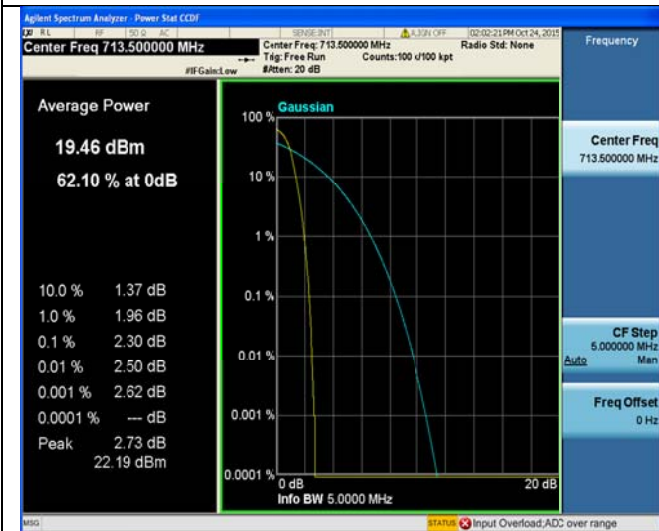 Agilent Spectrum Analyzer - Power Stat CCDF
RL RF 50 Ω AC SENSE:INT ALIGN OFF 02:02:21 PM Oct 24, 2015
Center Freq 713.500000 MHz
Center Freq: 713.500000 MHz Radio Std: None
Trig: Free Run Counts:100 k/100 kpt
#IFGain:Low #Atten: 20 dB
Frequency
Average Power
19.46 dBm
62.10 % at 0dB
10.0 % 1.37 dB
1.0 % 1.96 dB
0.1 % 2.30 dB
0.01 % 2.50 dB
0.001 % 2.62 dB
0.0001 % --- dB
Peak 2.73 dB
22.19 dBm
Gaussian
100 %
10 %
1 %
0.1 %
0.01 %
0.001 %
0.0001 %
0 dB 20 dB
Info BW 5.0000 MHz
Center Freq
713.500000 MHz
CF Step
5.000000 MHz
Auto Man
Freq Offset
0 Hz
MSG STATUS Input Overload;ADC over range